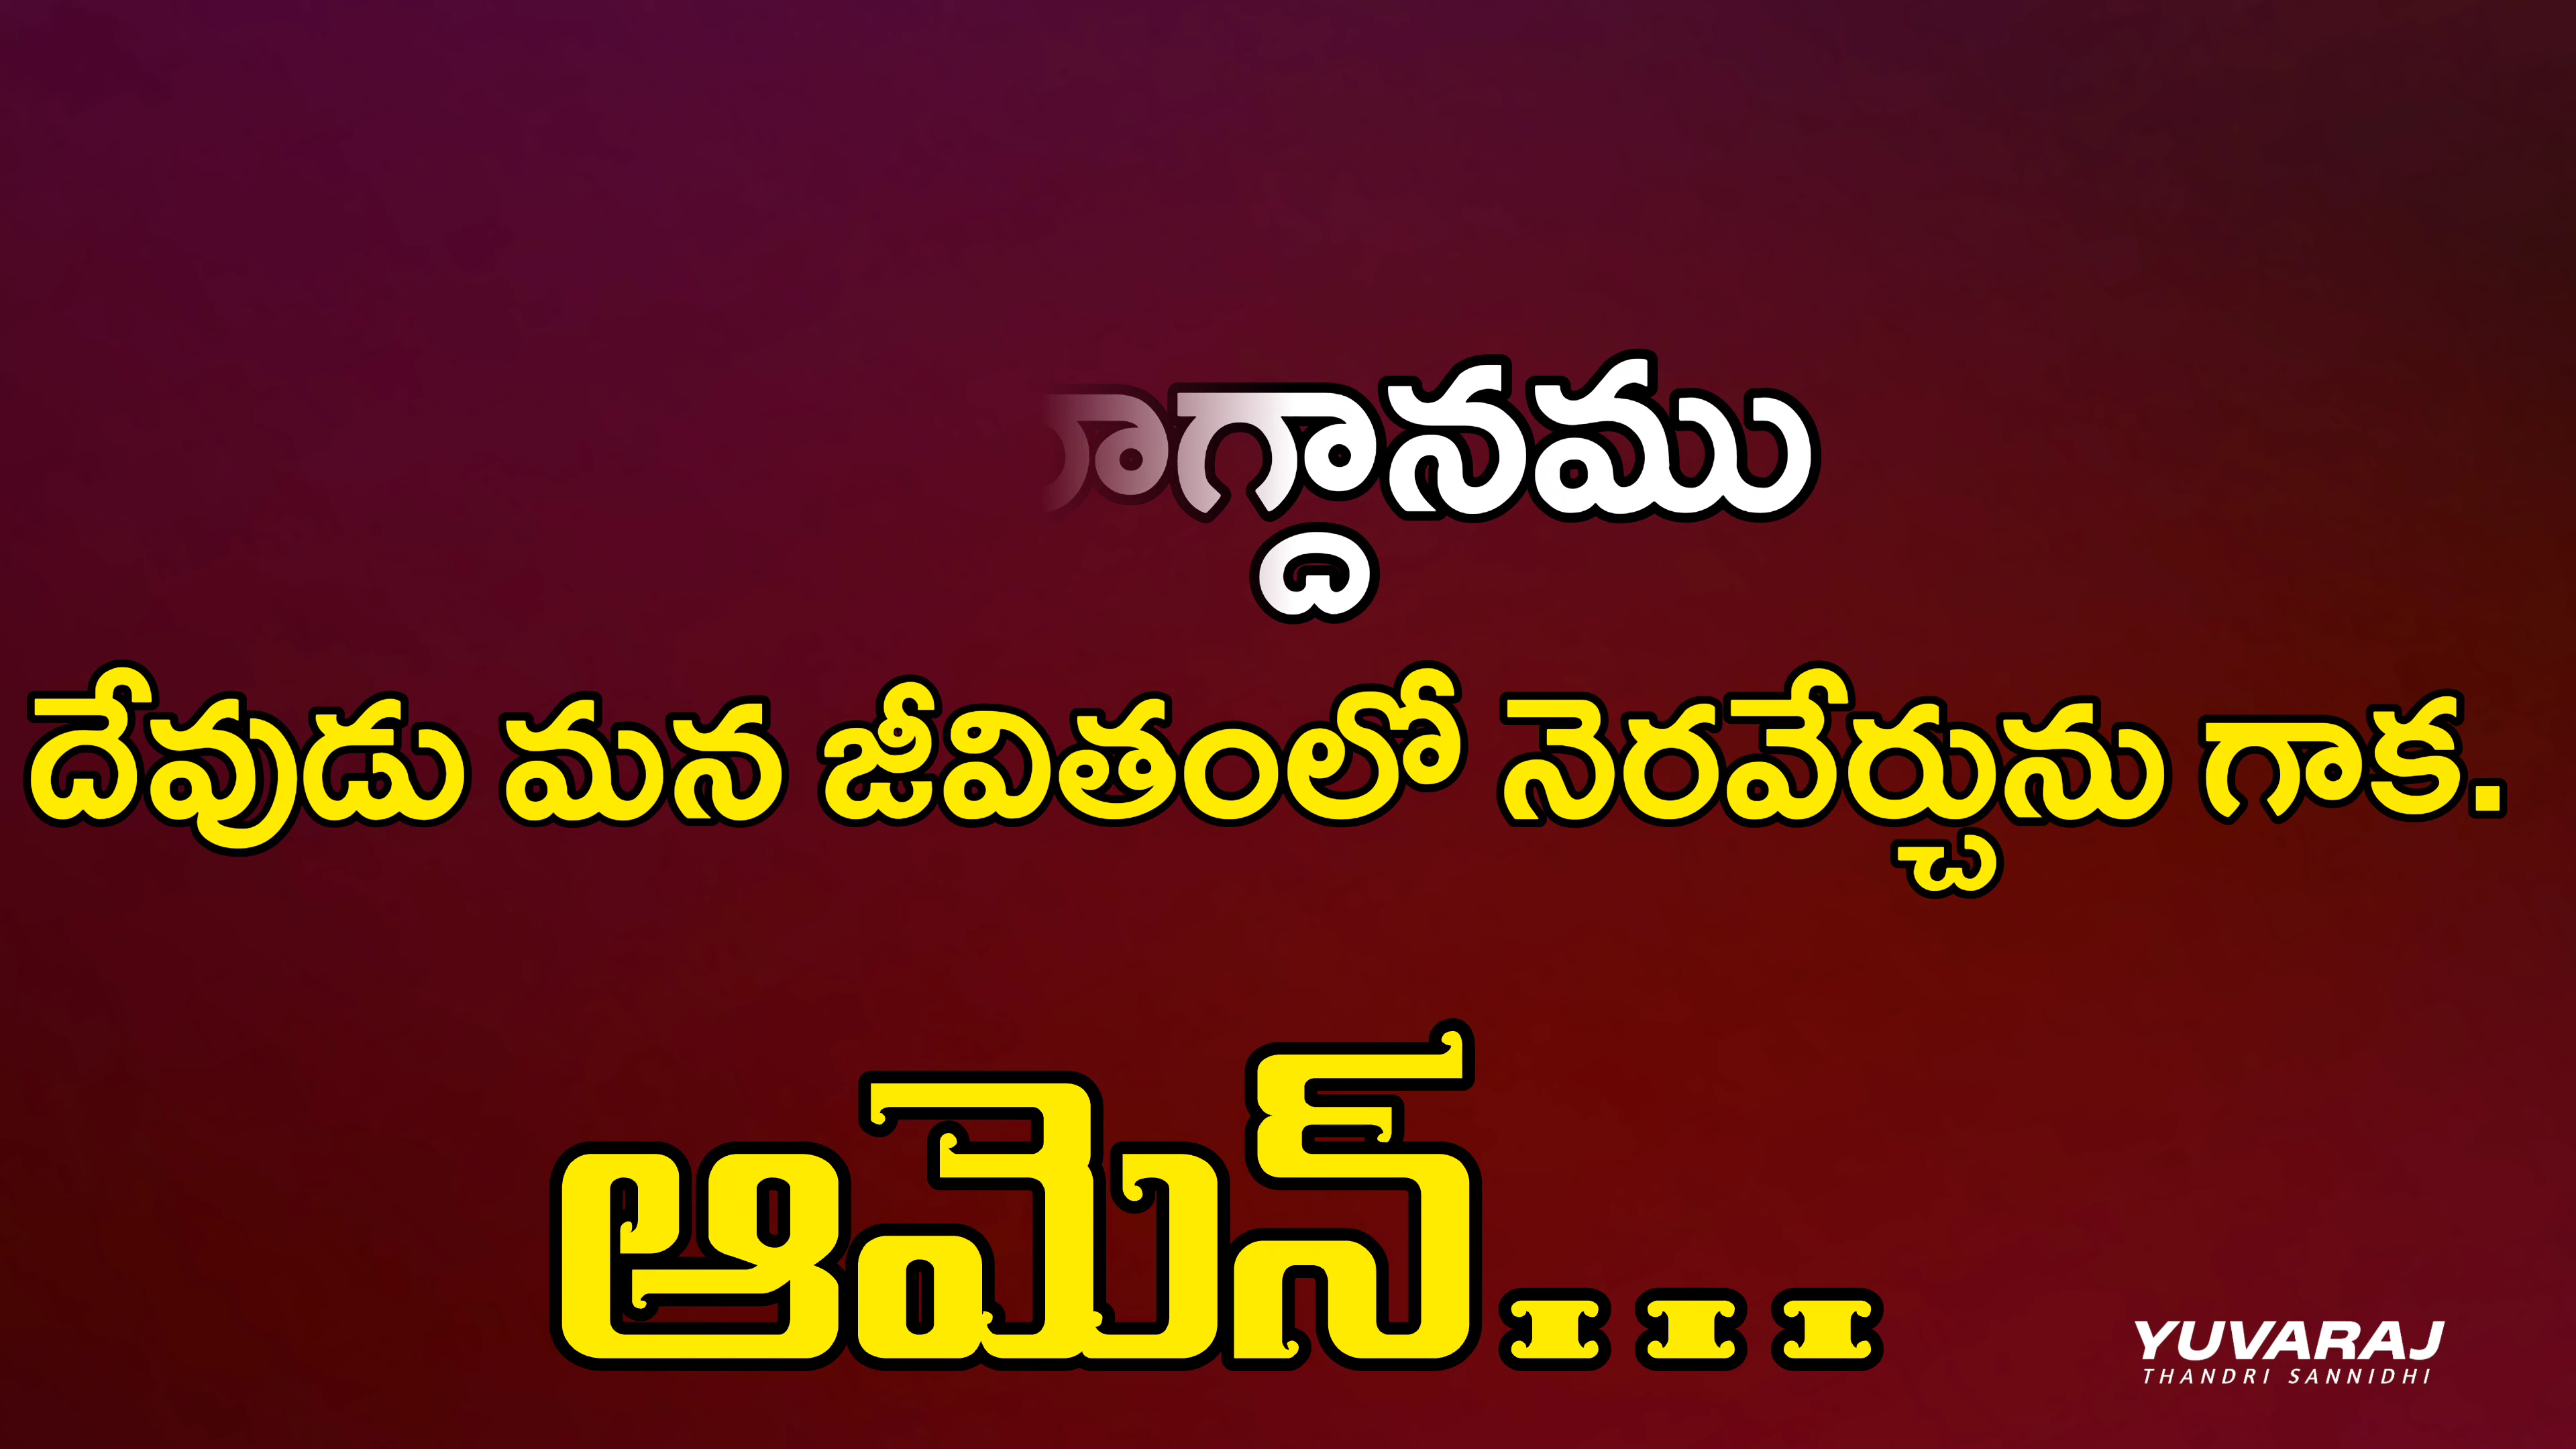 వాగ్దానము
దేవుడు మన జీవితంలో నెరవేర్చును గాక.
ఆమెన్...
YUVARAJ
THANDRI SANNIDHI